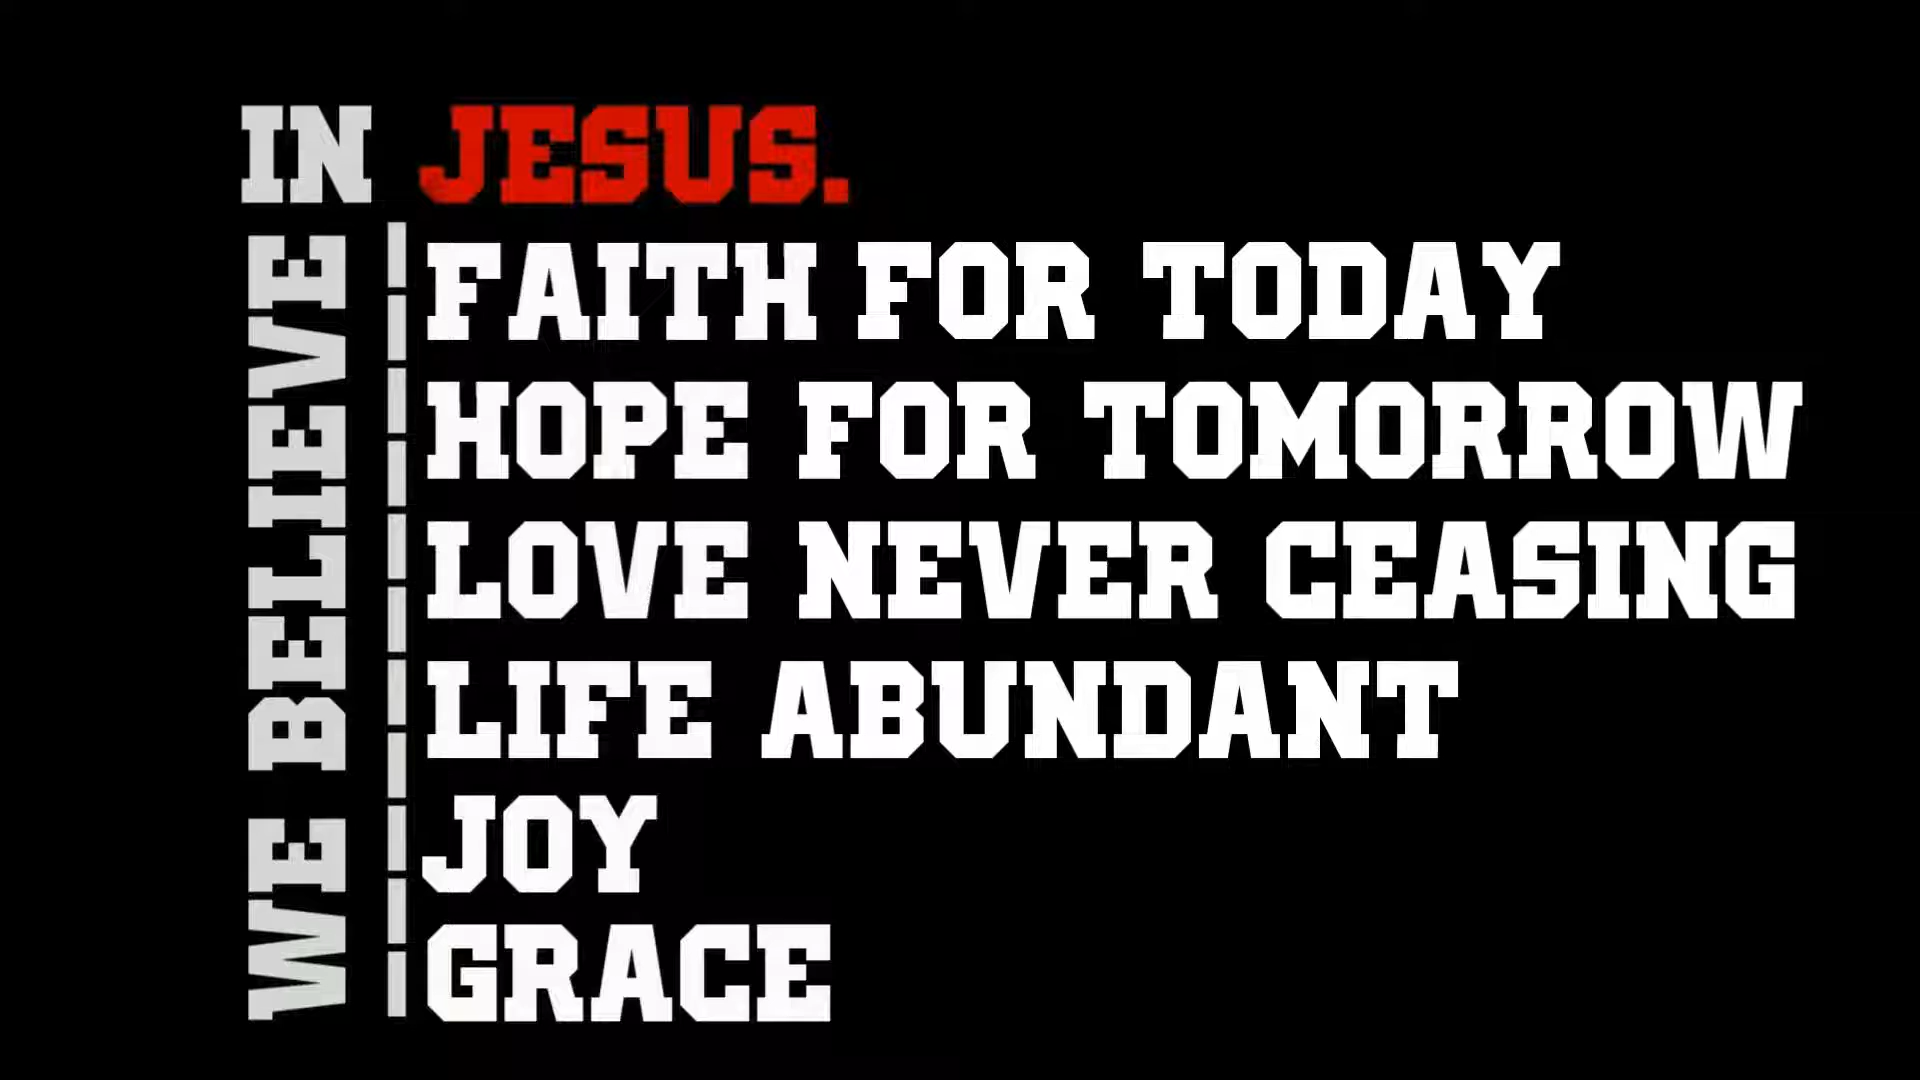 WE BELIEVE
IN JESUS.
FAITH FOR TODAY
HOPE FOR TOMORROW
LOVE NEVER CEASING
LIFE ABUNDANT
JOY
GRACE